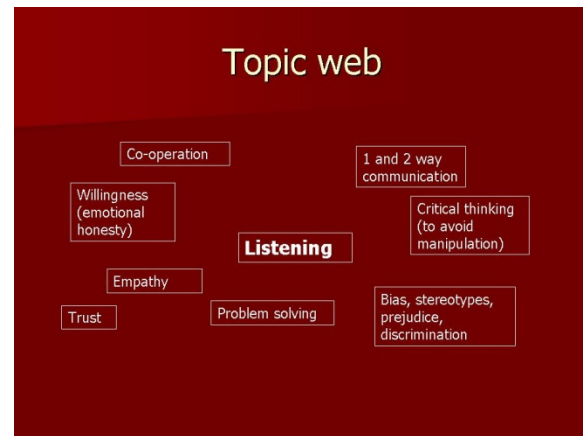 Topic web
Co-operation
1 and 2 way
communication
Willingness
(emotional
honesty)
Critical thinking
(to avoid
manipulation)
Listening
Empathy
Trust
Problem solving
Bias, stereotypes,
prejudice,
discrimination